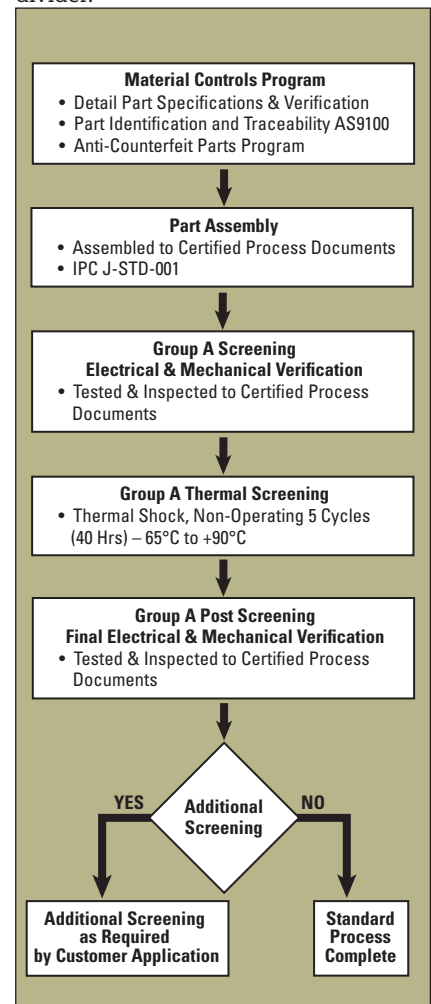 divider.
Material Controls Program
• Detail Part Specifications & Verification
• Part Identification and Traceability AS9100
• Anti-Counterfeit Parts Program
Part Assembly
• Assembled to Certified Process Documents
• IPC J-STD-001
Group A Screening
Electrical & Mechanical Verification
• Tested & Inspected to Certified Process
Documents
Group A Thermal Screening
• Thermal Shock, Non-Operating 5 Cycles
(40 Hrs) – 65°C to +90°C
Group A Post Screening
Final Electrical & Mechanical Verification
• Tested & Inspected to Certified Process
Documents
YES
Additional
Screening
NO
Additional Screening
as Required
by Customer Application
Standard
Process
Complete